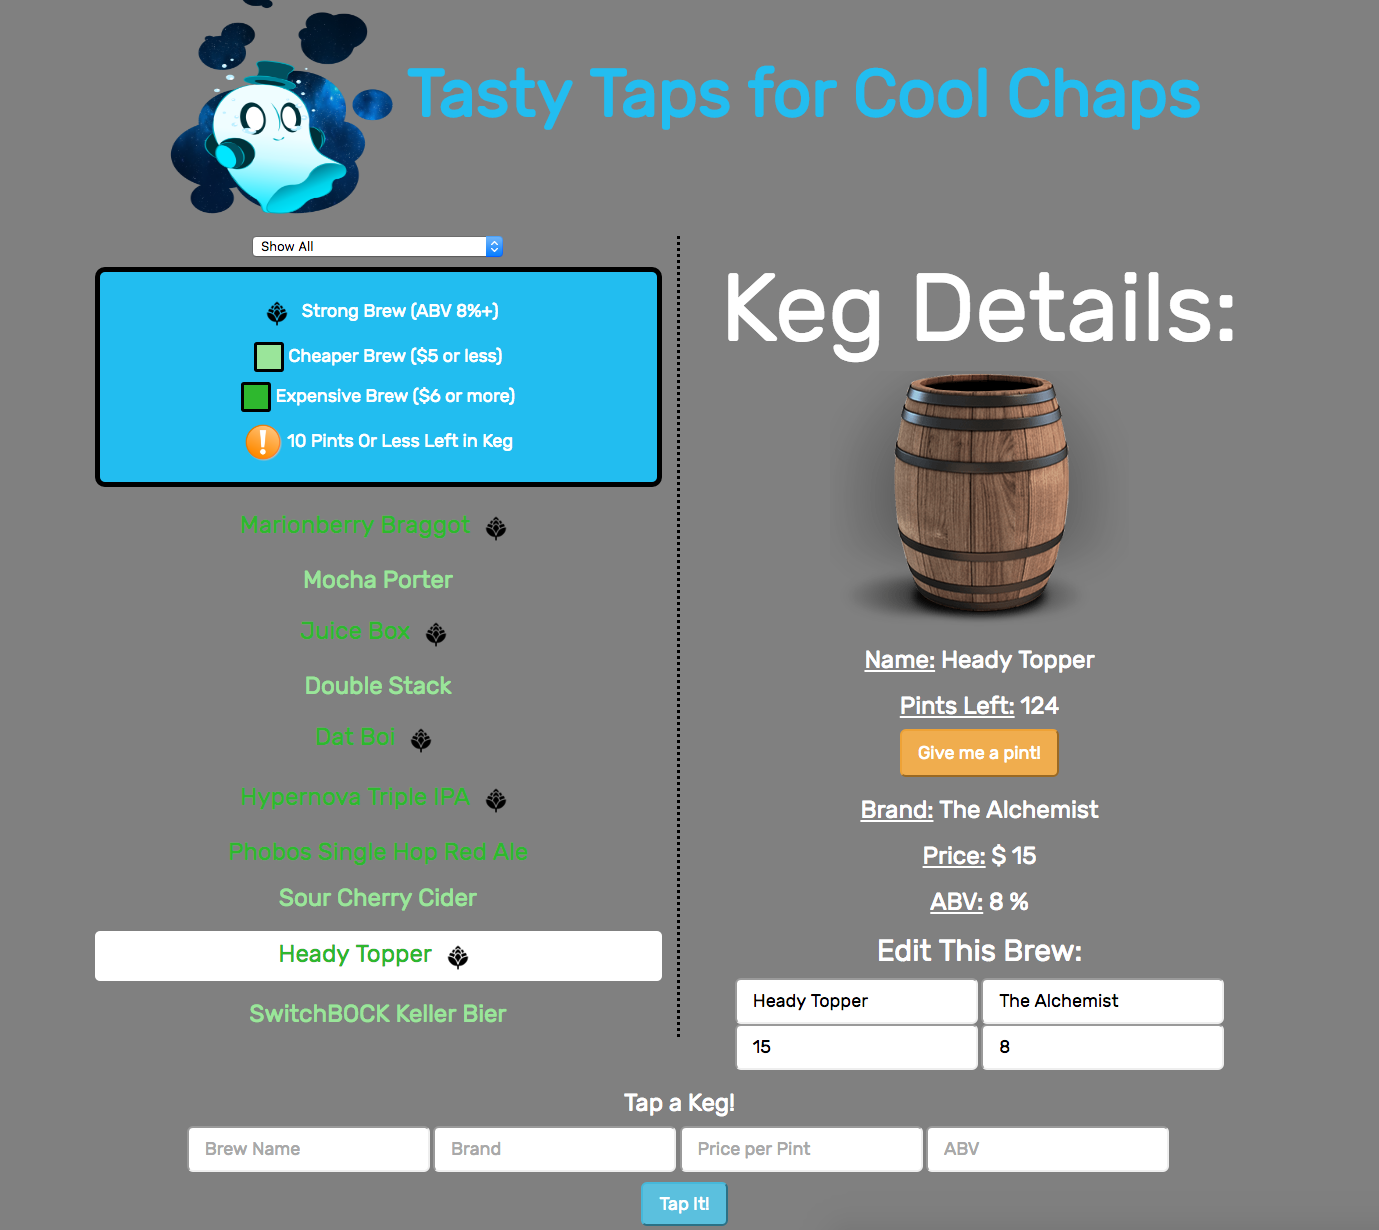 Tasty Taps for Cool Chaps
Show All
Strong Brew (ABV 8%+)
Cheaper Brew ($5 or less)
Expensive Brew ($6 or more)
10 Pints Or Less Left in Keg
Marionberry Braggot
Mocha Porter
Juice Box
Double Stack
Dat Boi
Hypernova Triple IPA
Phobos Single Hop Red Ale
Sour Cherry Cider
Heady Topper
SwitchBOCK Keller Bier
Keg Details:
Name: Heady Topper
Pints Left: 124
Give me a pint!
Brand: The Alchemist
Price: $ 15
ABV: 8 %
Edit This Brew:
Heady Topper The Alchemist
15 8
Tap a Keg!
Brew Name Brand Price per Pint ABV
Tap It!